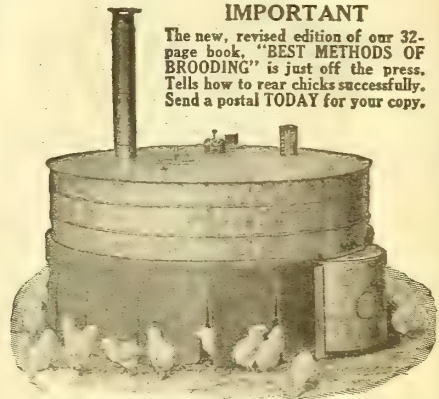 IMPORTANT
The new, revised edition of our 32-
page book, "BEST METHODS OF
BROODING" is just off the press.
Tells how to rear chicks successfully.
Send a postal TODAY for your copy.